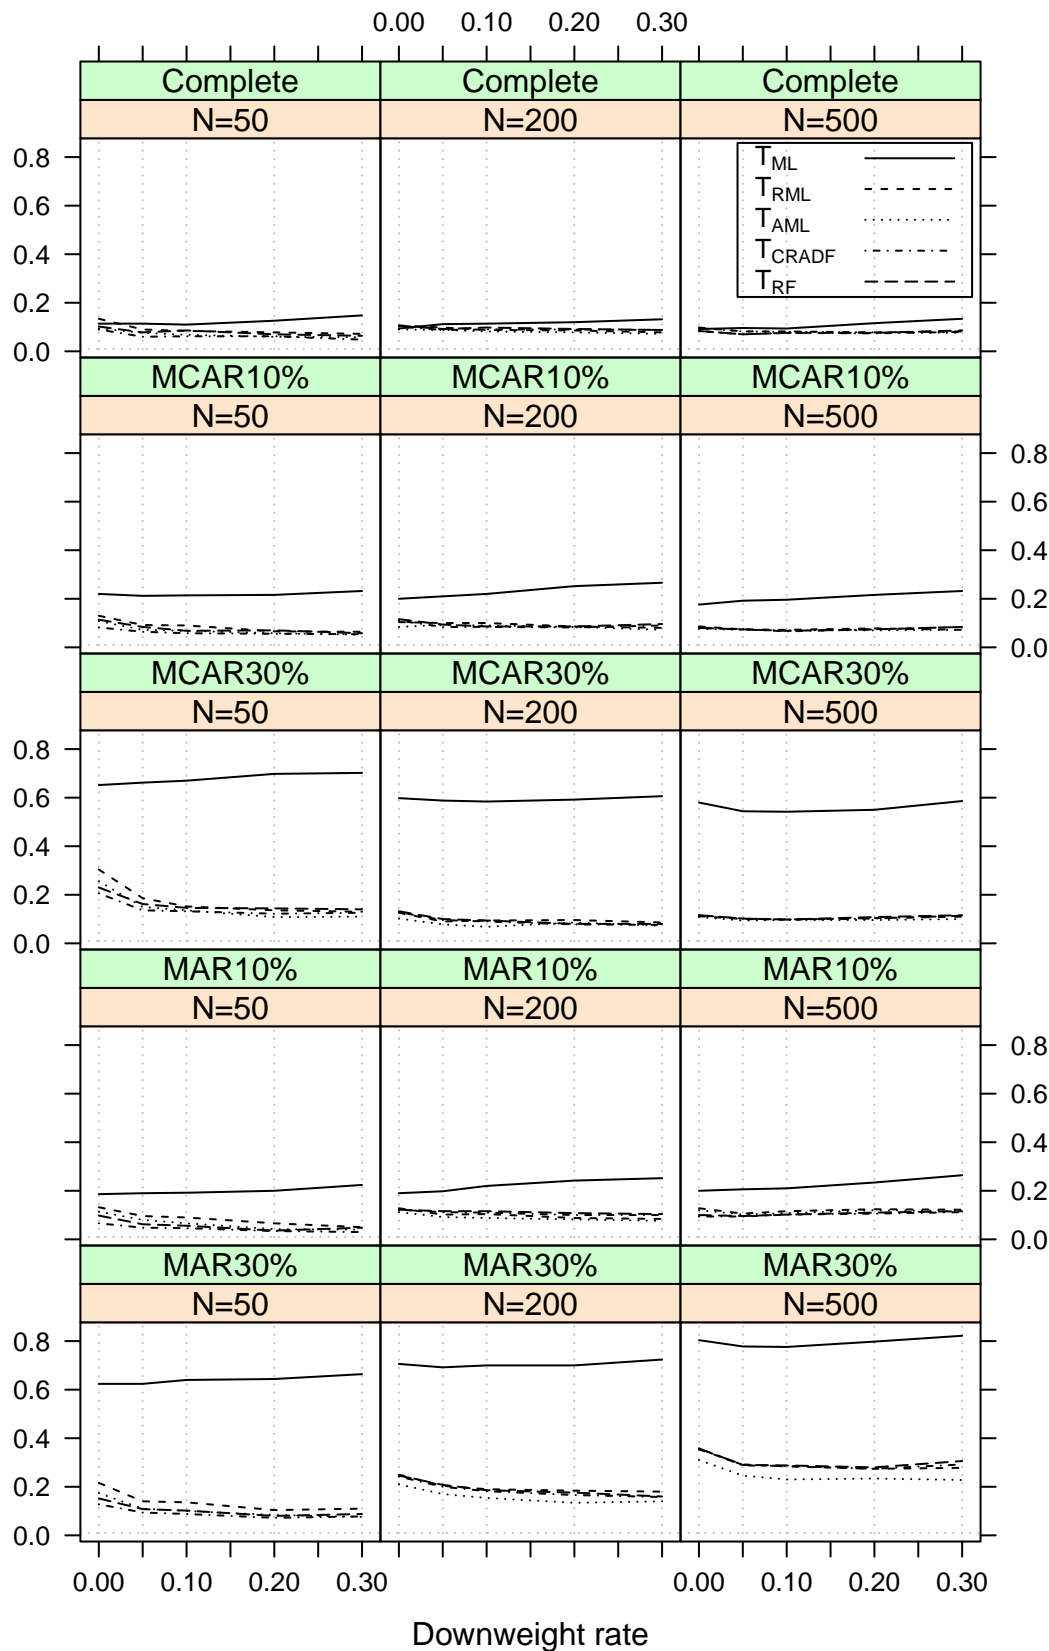 0.00 0.10 0.20 0.30
Complete Complete Complete
N=50 N=200 N=500
0.8
0.6
0.4
0.2
0.0
T_ML
T_RML
T_AML
T_CRADF
T_RF
MCAR10% MCAR10% MCAR10%
N=50 N=200 N=500
0.8
0.6
0.4
0.2
0.0
MCAR30% MCAR30% MCAR30%
N=50 N=200 N=500
0.8
0.6
0.4
0.2
0.0
MAR10% MAR10% MAR10%
N=50 N=200 N=500
0.8
0.6
0.4
0.2
0.0
MAR30% MAR30% MAR30%
N=50 N=200 N=500
0.8
0.6
0.4
0.2
0.0
0.00 0.10 0.20 0.30 0.00 0.10 0.20 0.30
Downweight rate